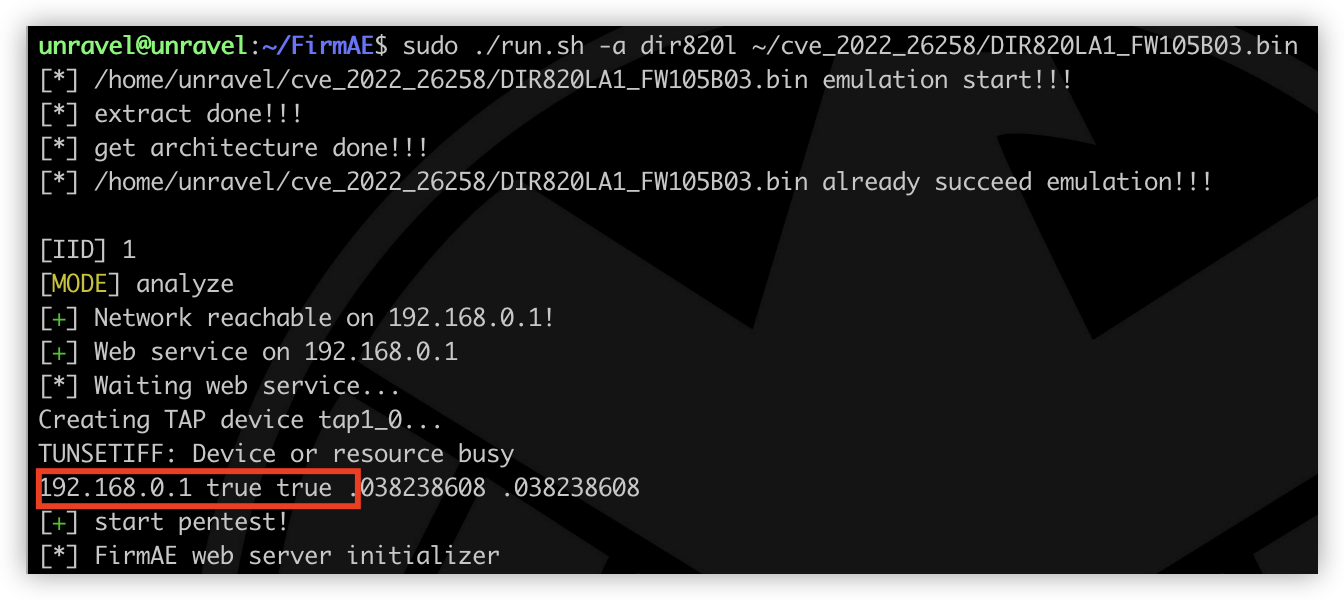 unravel@unravel:~/FirmAE$ sudo ./run.sh -a dir820l ~/cve_2022_26258/DIR820LA1_FW105B03.bin
[*] /home/unravel/cve_2022_26258/DIR820LA1_FW105B03.bin emulation start!!!
[*] extract done!!!
[*] get architecture done!!!
[*] /home/unravel/cve_2022_26258/DIR820LA1_FW105B03.bin already succeed emulation!!!
[IID] 1
[MODE] analyze
[+] Network reachable on 192.168.0.1!
[+] Web service on 192.168.0.1
[*] Waiting web service...
Creating TAP device tap1_0...
TUNSETIFF: Device or resource busy
192.168.0.1 true true .038238608 .038238608
[+] start pentest!
[*] FirmAE web server initializer